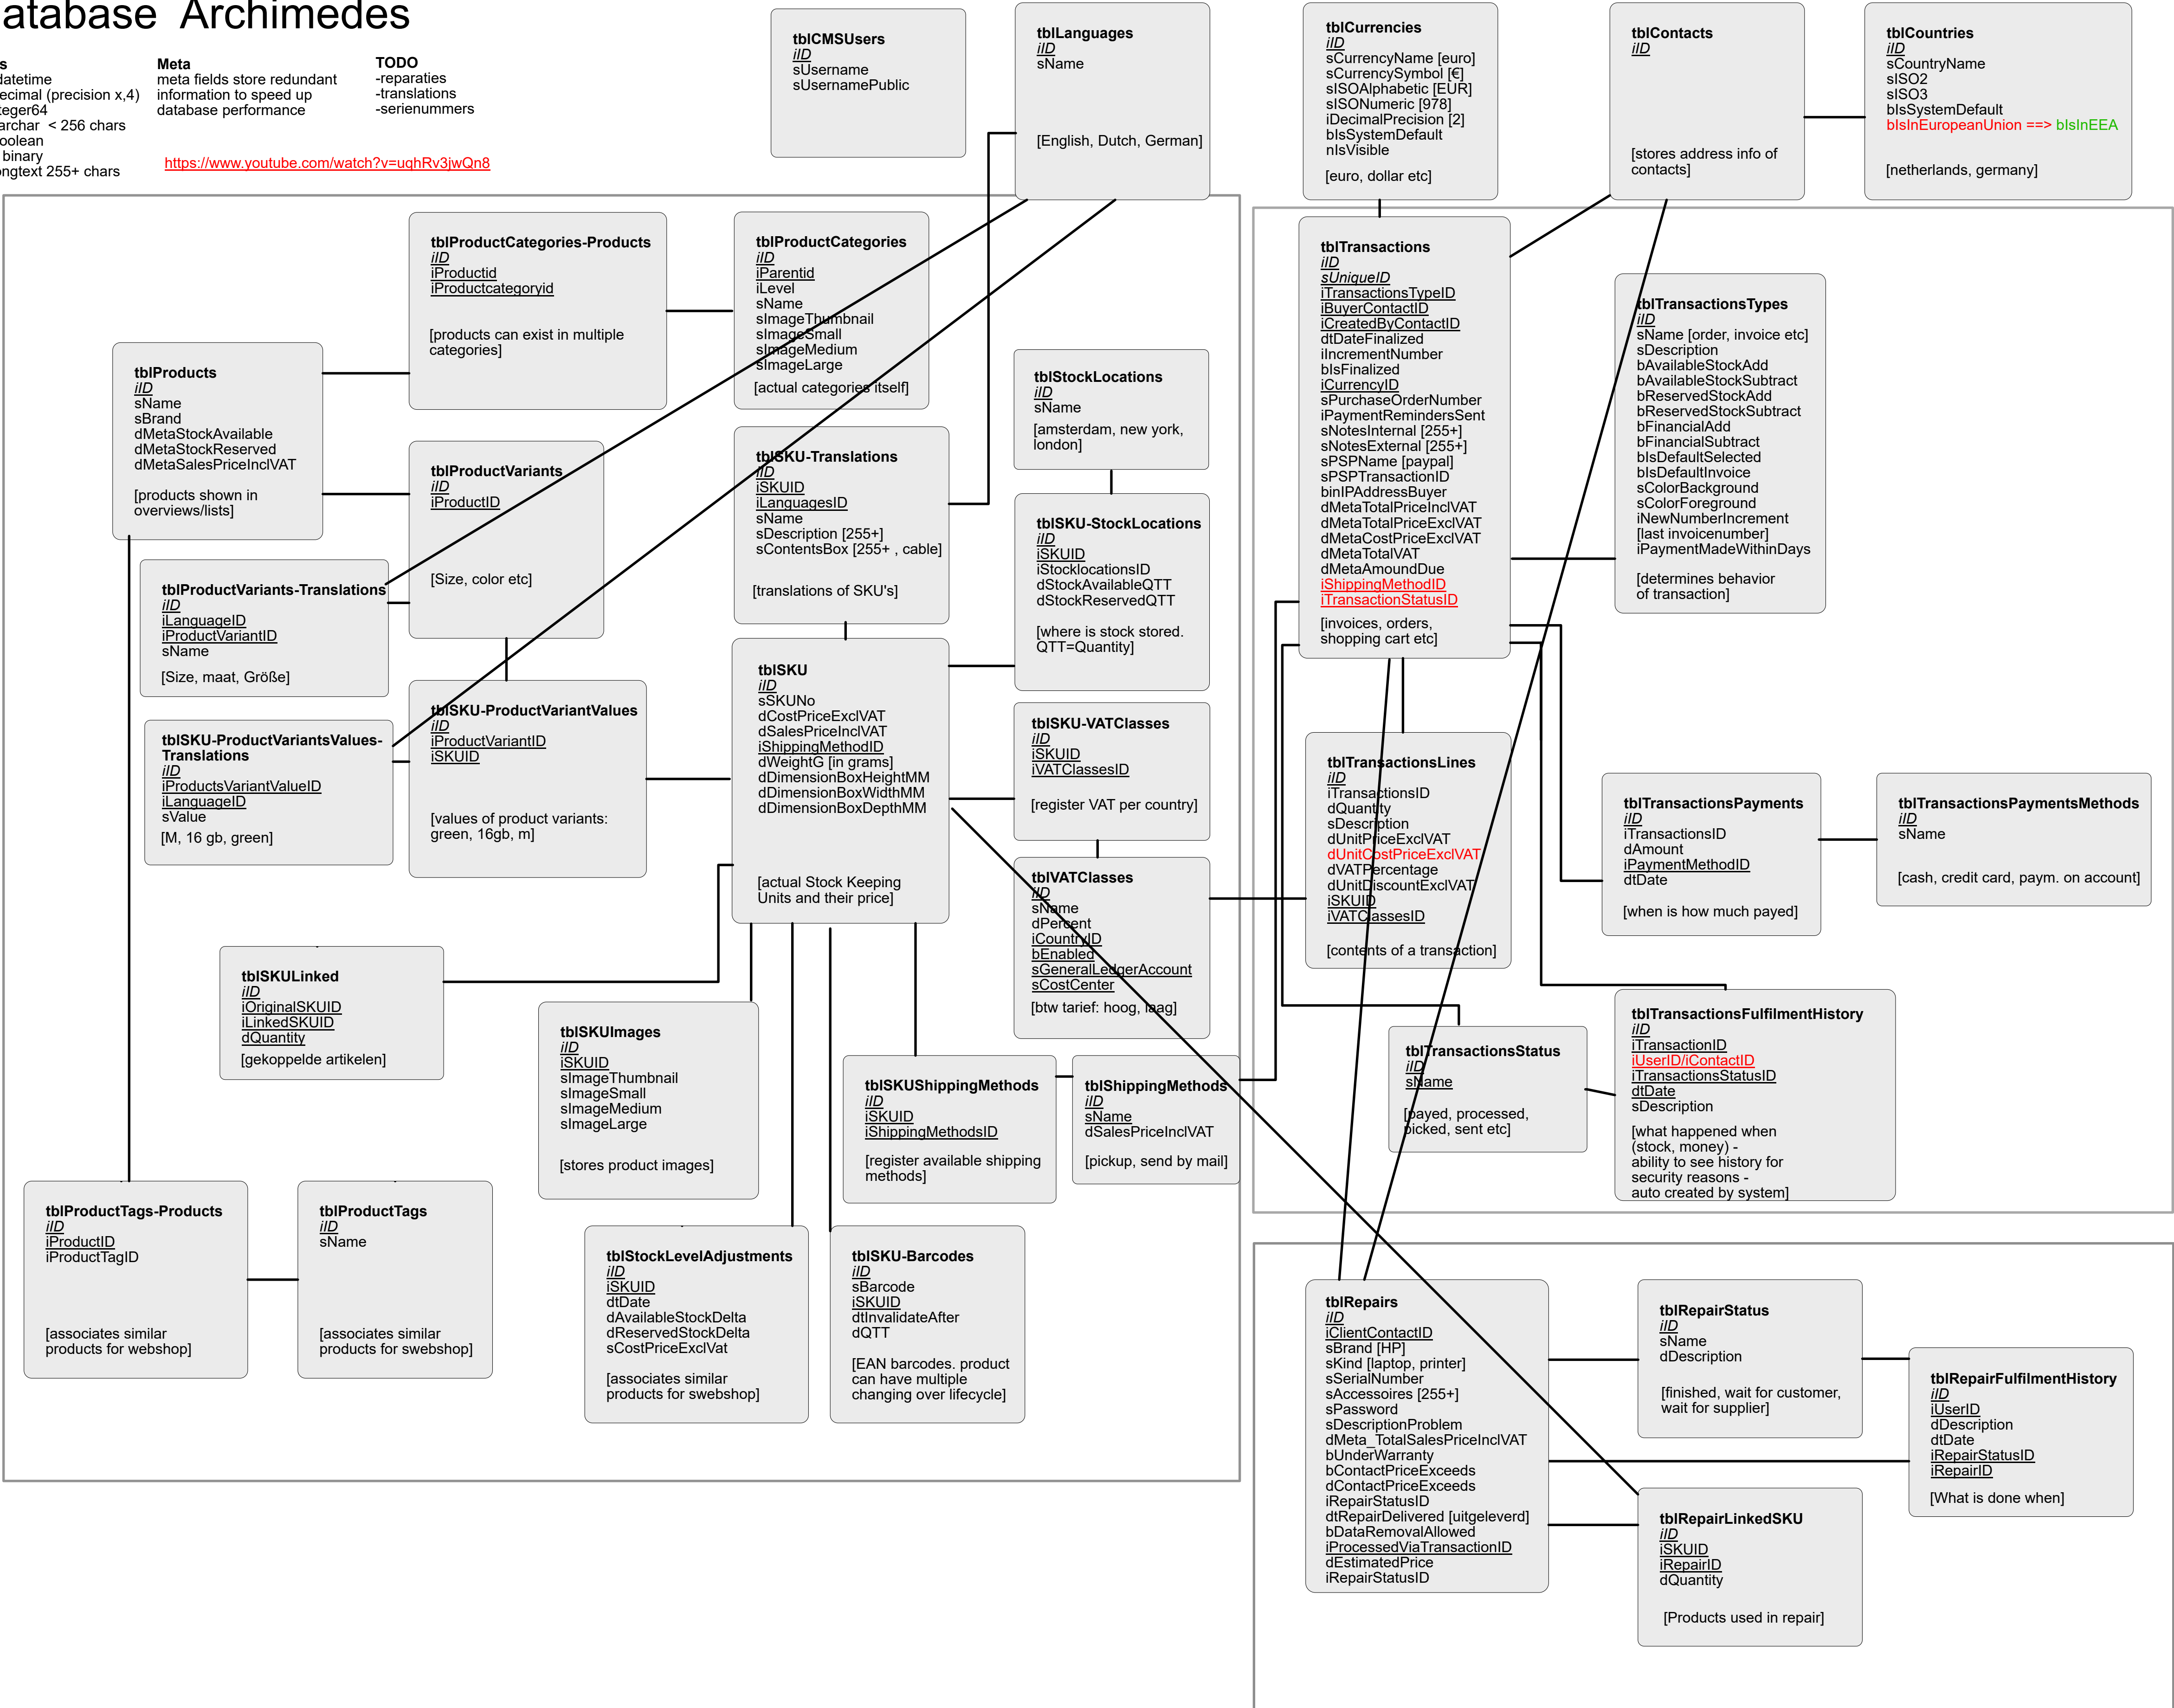 atabase Archimedes
s
datetime
ecimal (precision x,4)
teger64
archar < 256 chars
oolean
binary
ongtext 255+ chars
Meta
meta fields store redundant
information to speed up
database performance
TODO
-reparaties
-translations
-serienummers
https://www.youtube.com/watch?v=uqhRv3jwQn8
tblCMSUsers
iID
sUsername
sUsernamePublic
tblLanguages
iID
sName
[English, Dutch, German]
tblCurrencies
iID
sCurrencyName [euro]
sCurrencySymbol [€]
sISOAlphabetic [EUR]
sISONumeric [978]
iDecimalPrecision [2]
bIsSystemDefault
nIsVisible
[euro, dollar etc]
tblContacts
iID
[stores address info of
contacts]
tblCountries
iID
sCountryName
sISO2
sISO3
bIsSystemDefault
bIsInEuropeanUnion ==> bIsInEEA
[netherlands, germany]
tblProductCategories-Products
iID
iProductid
iProductcategoryid
[products can exist in multiple
categories]
tblProductCategories
iID
iParentid
iLevel
sName
sImageThumbnail
sImageSmall
sImageMedium
sImageLarge
[actual categories itself]
tblProducts
iID
sName
sBrand
dMetaStockAvailable
dMetaStockReserved
dMetaSalesPriceInclVAT
[products shown in
overviews/lists]
tblProductVariants
iID
iProductID
[Size, color etc]
tblSKU-Translations
iID
iSKUID
iLanguagesID
sName
sDescription [255+]
sContentsBox [255+ , cable]
[translations of SKU's]
tblStockLocations
iID
sName
[amsterdam, new york,
london]
tblSKU-StockLocations
iID
iSKUID
iStocklocationsID
dStockAvailableQTT
dStockReservedQTT
[where is stock stored.
QTT=Quantity]
tblProductVariants-Translations
iID
iLanguageID
iProductVariantID
sName
[Size, maat, Größe]
tblSKU-ProductVariantsValues-
Translations
iID
iProductsVariantValueID
iLanguageID
sValue
[M, 16 gb, green]
tblSKU-ProductVariantValues
iID
iProductVariantID
iSKUID
[values of product variants:
green, 16gb, m]
tblSKU
iID
sSKUNo
dCostPriceExclVAT
dSalesPriceInclVAT
iShippingMethodID
dWeightG [in grams]
dDimensionBoxHeightMM
dDimensionBoxWidthMM
dDimensionBoxDepthMM
[actual Stock Keeping
Units and their price]
tblSKU-VATClasses
iID
iSKUID
iVATClassesID
[register VAT per country]
tblVATClasses
iID
sName
dPercent
iCountryID
bEnabled
sGeneralLedgerAccount
sCostCenter
[btw tarief: hoog, laag]
tblSKULinked
iID
iOriginalSKUID
iLinkedSKUID
dQuantity
[gekoppelde artikelen]
tblSKUImages
iID
iSKUID
sImageThumbnail
sImageSmall
sImageMedium
sImageLarge
[stores product images]
tblSKUShippingMethods
iID
iSKUID
iShippingMethodsID
[register available shipping
methods]
tblShippingMethods
iID
sName
dSalesPriceInclVAT
[pickup, send by mail]
tblProductTags-Products
iID
iProductID
iProductTagID
[associates similar
products for webshop]
tblProductTags
iID
sName
[associates similar
products for swebshop]
tblStockLevelAdjustments
iID
iSKUID
dtDate
dAvailableStockDelta
dReservedStockDelta
sCostPriceExclVat
[associates similar
products for swebshop]
tblSKU-Barcodes
iID
sBarcode
iSKUID
dtInvalidateAfter
dQTT
[EAN barcodes. product
can have multiple
changing over lifecycle]
tblTransactions
iID
sUniqueID
iTransactionsTypeID
iBuyerContactID
iCreatedByContactID
dtDateFinalized
iIncrementNumber
bIsFinalized
iCurrencyID
sPurchaseOrderNumber
iPaymentRemindersSent
sNotesInternal [255+]
sNotesExternal [255+]
sPSPName [paypal]
sPSPTransactionID
binIPAddressBuyer
dMetaTotalPriceInclVAT
dMetaTotalPriceExclVAT
dMetaCostPriceExclVAT
dMetaTotalVAT
dMetaAmoundDue
iShippingMethodID
iTransactionStatusID
[invoices, orders,
shopping cart etc]
tblTransactionsTypes
iID
sName [order, invoice etc]
sDescription
bAvailableStockAdd
bAvailableStockSubtract
bReservedStockAdd
bReservedStockSubtract
bFinancialAdd
bFinancialSubtract
bIsDefaultSelected
bIsDefaultInvoice
sColorBackground
sColorForeground
iNewNumberIncrement
[last invoicenumber]
iPaymentMadeWithinDays
[determines behavior
of transaction]
tblTransactionsLines
iID
iTransactionsID
dQuantity
sDescription
dUnitPriceExclVAT
dUnitCostPriceExclVAT
dVATPercentage
dUnitDiscountExclVAT
iSKUID
iVATClassesID
[contents of a transaction]
tblTransactionsPayments
iID
iTransactionsID
dAmount
iPaymentMethodID
dtDate
[when is how much payed]
tblTransactionsPaymentsMethods
iID
sName
[cash, credit card, paym. on account]
tblTransactionsStatus
iID
sName
[payed, processed,
picked, sent etc]
tblTransactionsFulfilmentHistory
iID
iTransactionID
iUserID/iContactID
iTransactionsStatusID
dtDate
sDescription
[what happened when
(stock, money) -
ability to see history for
security reasons -
auto created by system]
tblRepairs
iID
iClientContactID
sBrand [HP]
sKind [laptop, printer]
sSerialNumber
sAccessoires [255+]
sPassword
sDescriptionProblem
dMeta_TotalSalesPriceInclVAT
bUnderWarranty
bContactPriceExceeds
dContactPriceExceeds
iRepairStatusID
dtRepairDelivered [uitgeleverd]
bDataRemovalAllowed
iProcessedViaTransactionID
dEstimatedPrice
iRepairStatusID
tblRepairStatus
iID
sName
dDescription
[finished, wait for customer,
wait for supplier]
tblRepairFulfilmentHistory
iID
iUserID
dDescription
dtDate
iRepairStatusID
iRepairID
[What is done when]
tblRepairLinkedSKU
iID
iSKUID
iRepairID
dQuantity
[Products used in repair]